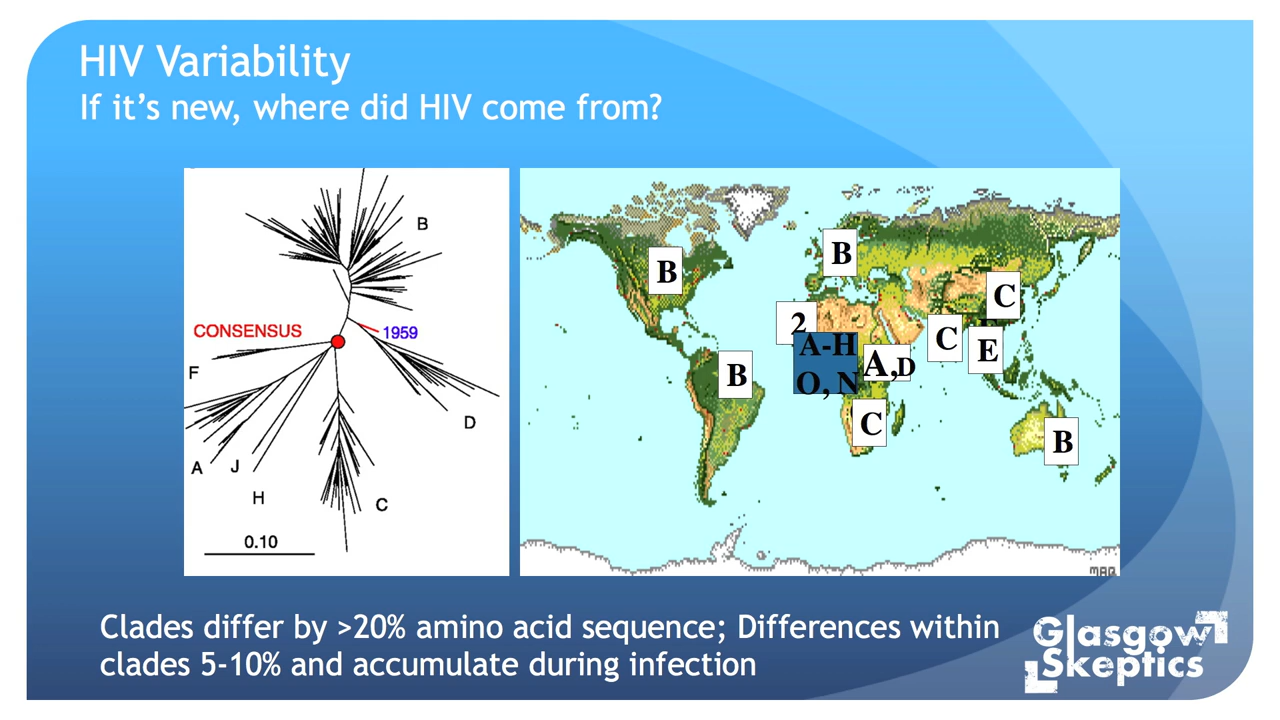 HIV Variability
If it's new, where did HIV come from?
B
CONSENSUS
1959
F
D
A
J
H
C
0.10
B
B
C
2
C
E
A-H
A,D
B
O, N
C
B
MAB
Clades differ by >20% amino acid sequence; Differences within
clades 5-10% and accumulate during infection
Glasgow
Skeptics